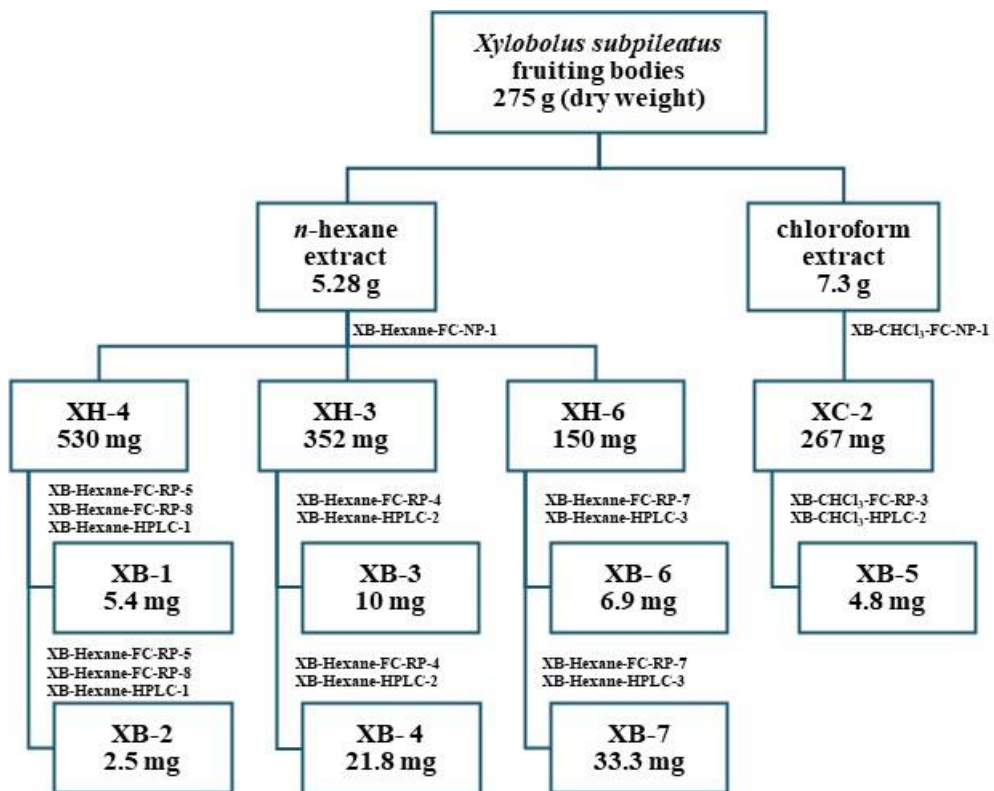 Xylobolus subpileatus
fruiting bodies
275 g (dry weight)
n-hexane
extract
5.28 g
chloroform
extract
7.3 g
XB-Hexane-FC-NP-1
XB-CHCl₃-FC-NP-1
XH-4
530 mg
XH-3
352 mg
XH-6
150 mg
XC-2
267 mg
XB-Hexane-FC-RP-5
XB-Hexane-FC-RP-8
XB-Hexane-HPLC-1
XB-Hexane-FC-RP-4
XB-Hexane-HPLC-2
XB-Hexane-FC-RP-7
XB-Hexane-HPLC-3
XB-CHCl₃-FC-RP-3
XB-CHCl₃-HPLC-2
XB-1
5.4 mg
XB-3
10 mg
XB- 6
6.9 mg
XB-5
4.8 mg
XB-Hexane-FC-RP-5
XB-Hexane-FC-RP-8
XB-Hexane-HPLC-1
XB-Hexane-FC-RP-4
XB-Hexane-HPLC-2
XB-Hexane-FC-RP-7
XB-Hexane-HPLC-3
XB-2
2.5 mg
XB- 4
21.8 mg
XB-7
33.3 mg